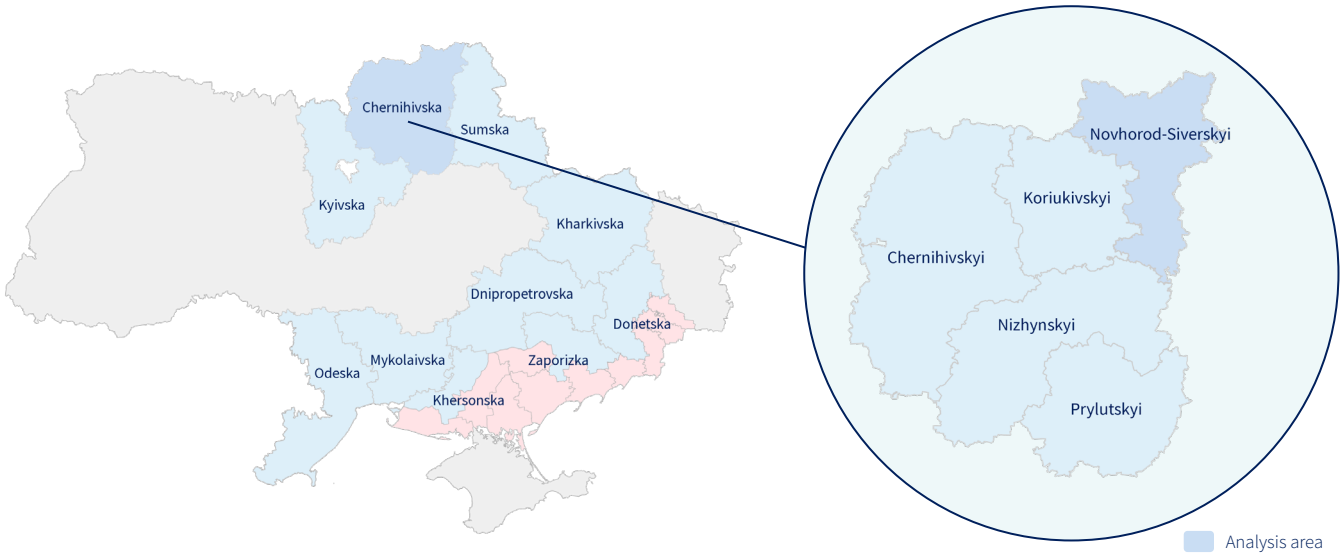 Chernihivska
Sumska
Kyivska
Kharkivska
Dnipropetrovska
Donetska
Mykolaivska
Zaporizka
Odeska
Khersonska
Novhorod-Siverskyi
Koriukivskyi
Chernihivskyi
Nizhynskyi
Prylutskyi
Analysis area